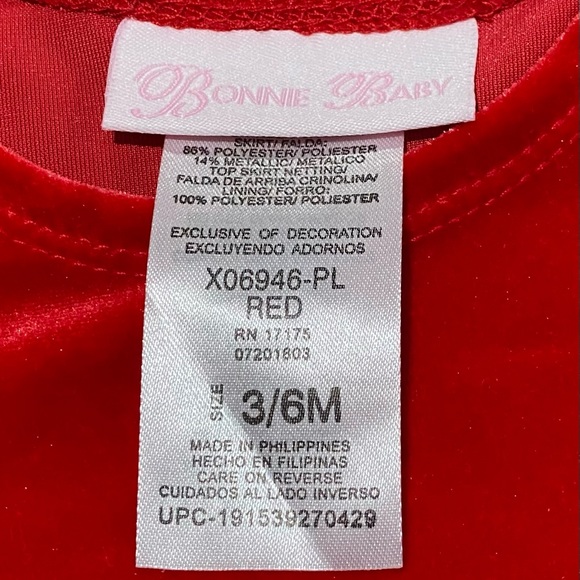 BONNIE BABY
SKIRT/ FALDA:
86% POLYESTER/ POLIESTER
14% METALLIC/ METALICO
TOP SKIRT NETTING/
FALDA DE ARRIBA CRINOLINA/
LINING/ FORRO:
100% POLYESTER/ POLIESTER
EXCLUSIVE OF DECORATION
EXCLUYENDO ADORNOS
X06946-PL
RED
RN 17175
07201803
SIZE 3/6M
MADE IN PHILIPPINES
HECHO EN FILIPINAS
CARE ON REVERSE
CUIDADOS AL LADO INVERSO
UPC-191539270429